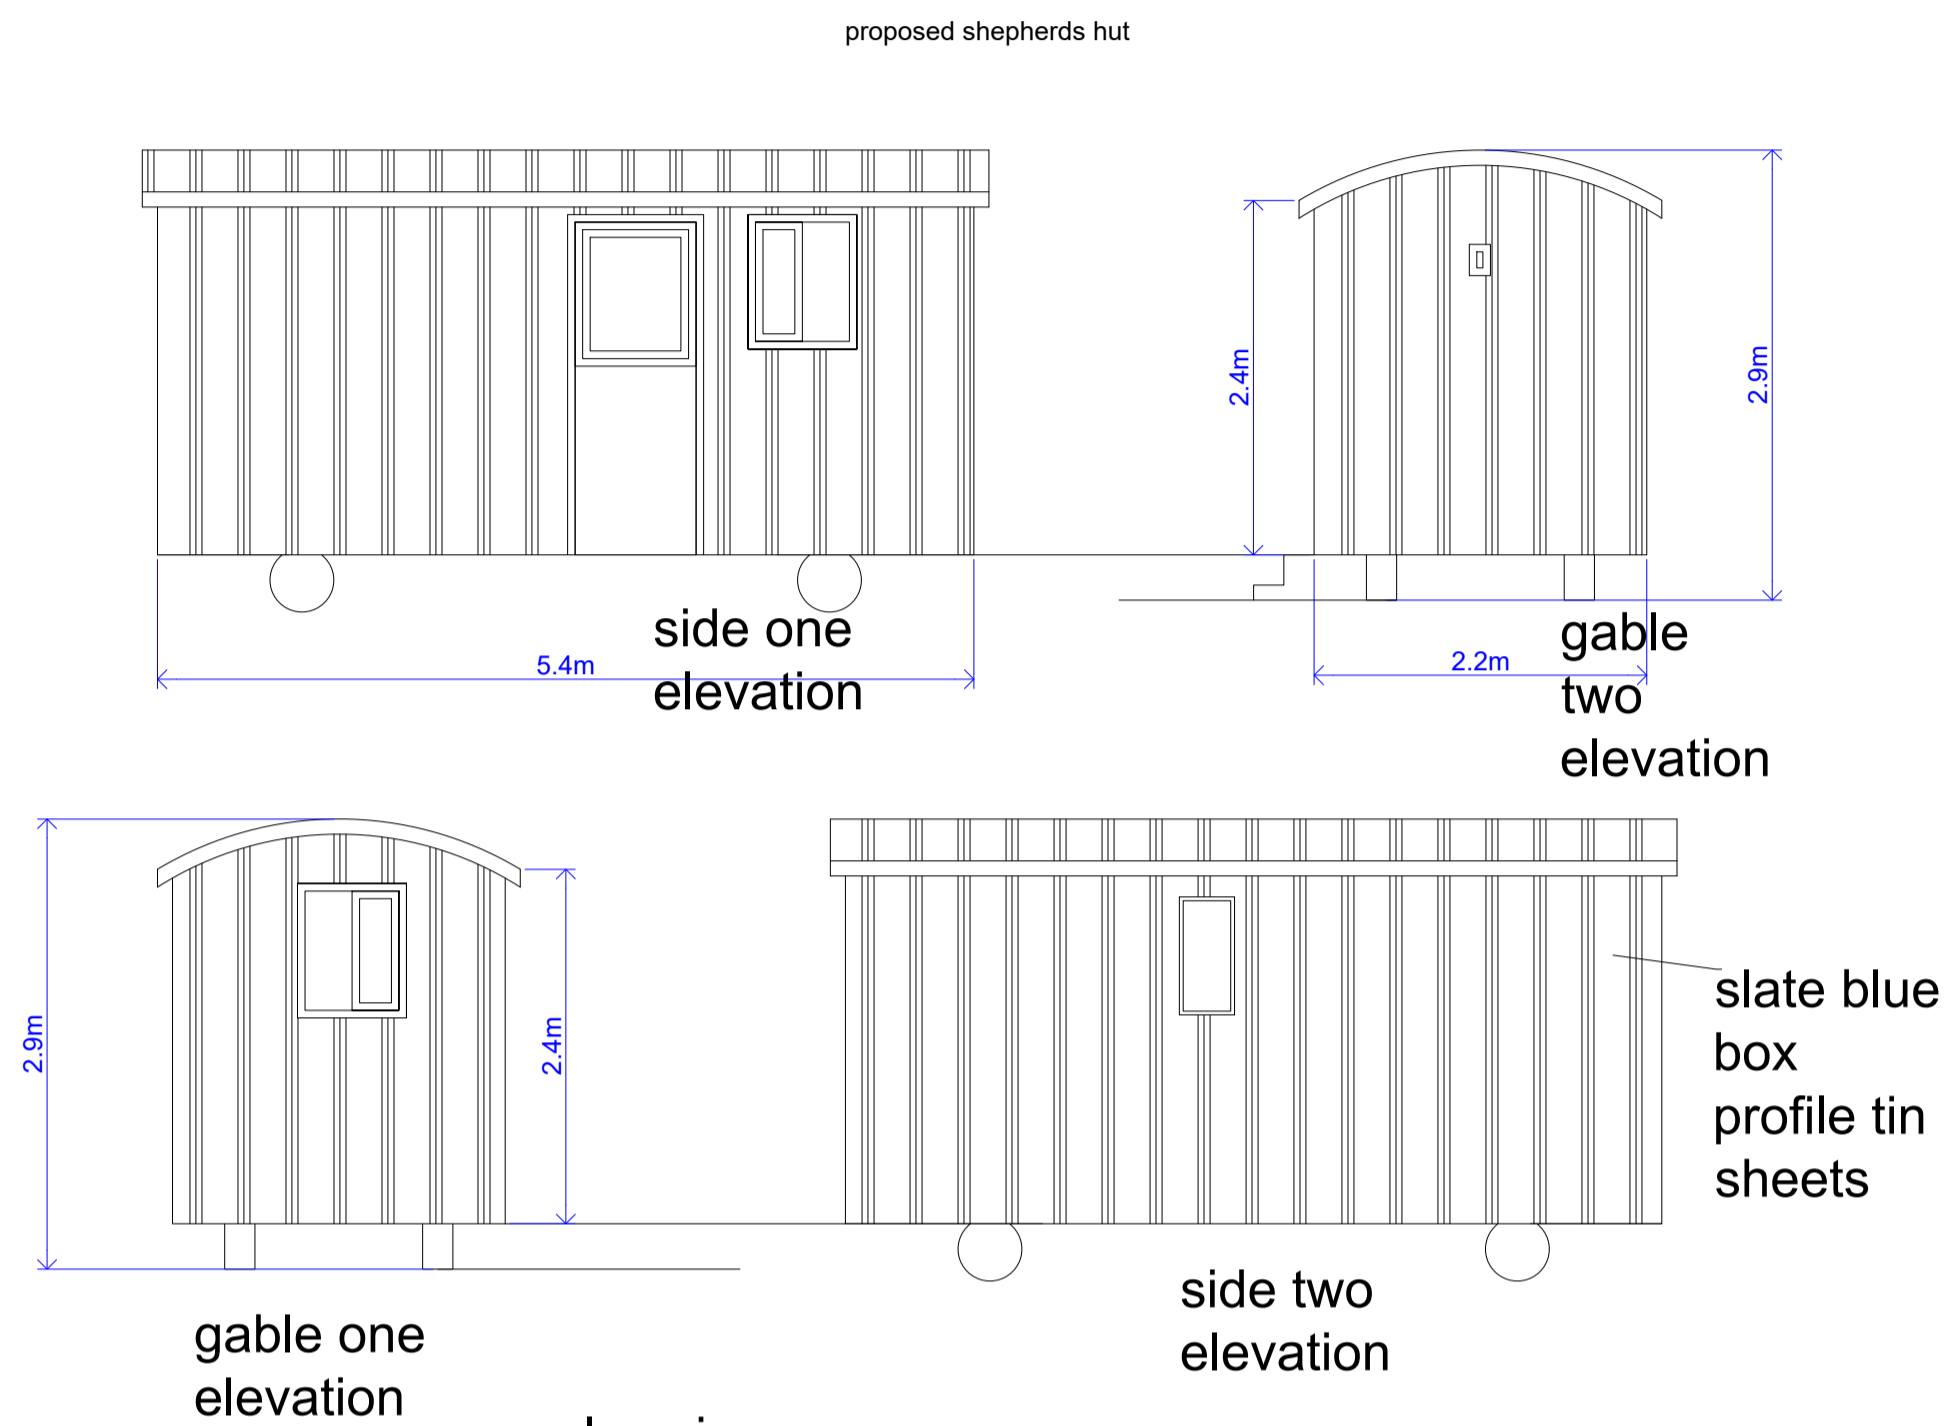 proposed shepherds hut
2.4m
2.9m
side one
elevation
5.4m
2.2m
gable
two
elevation
2.9m
2.4m
slate blue
box
profile tin
sheets
side two
elevation
gable one
elevation